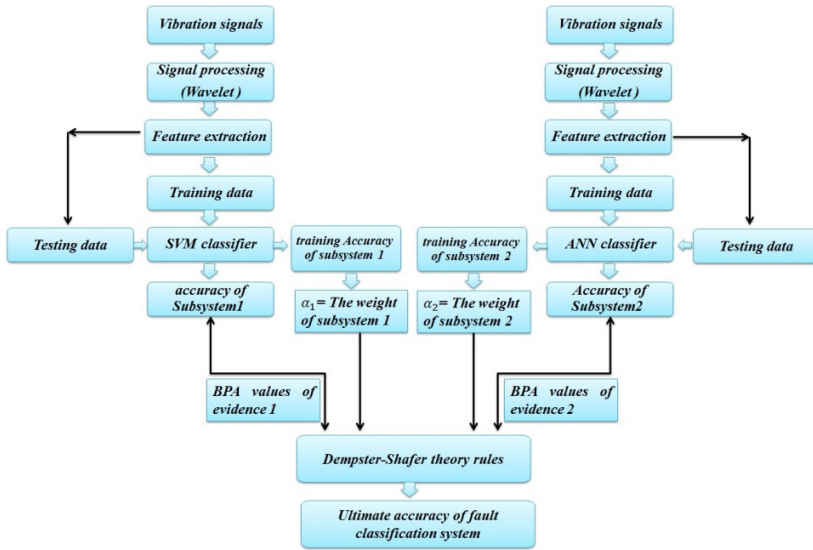 Vibration signals
Signal processing
(Wavelet )
Feature extraction
Training data
Testing data
SVM classifier
training Accuracy
of subsystem 1
accuracy of
Subsystem1
α₁= The weight
of subsystem 1
BPA values of
evidence 1
Vibration signals
Signal processing
(Wavelet )
Feature extraction
Training data
training Accuracy
of subsystem 2
ANN classifier
Testing data
α₂= The weight
of subsystem 2
Accuracy of
Subsystem2
BPA values of
evidence 2
Dempster-Shafer theory rules
Ultimate accuracy of fault
classification system